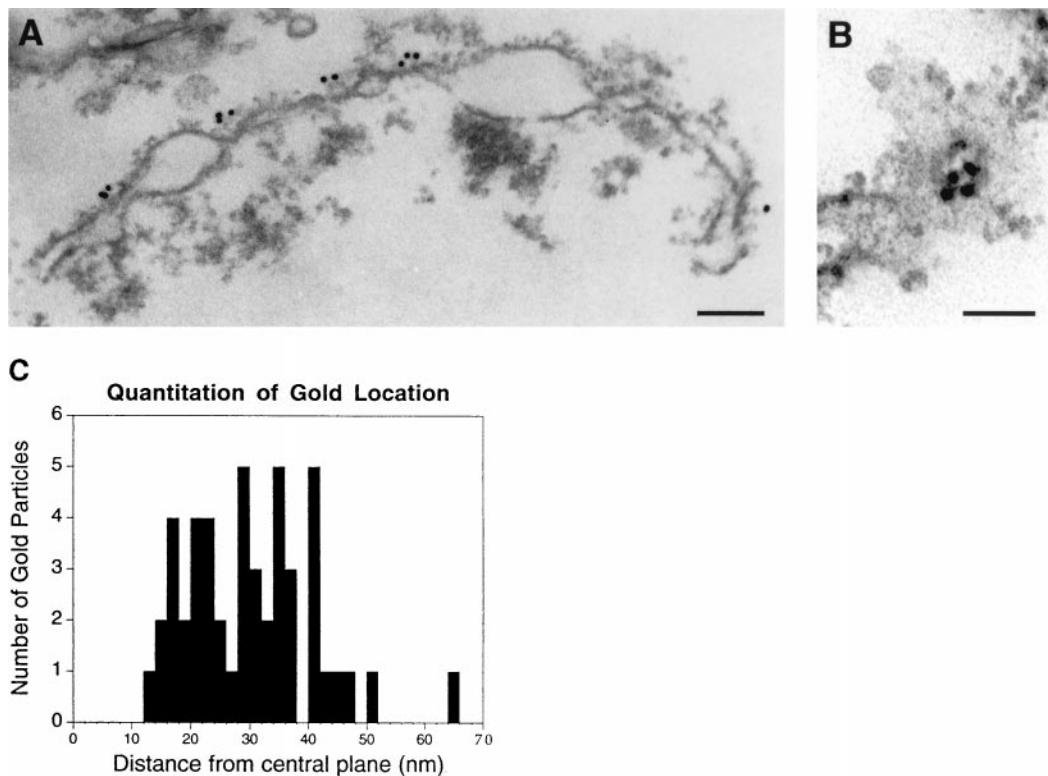 A
B
C
Quantitation of Gold Location
Number of Gold Particles
6
5
4
3
2
1
0
0 10 20 30 40 50 60 70
Distance from central plane (nm)